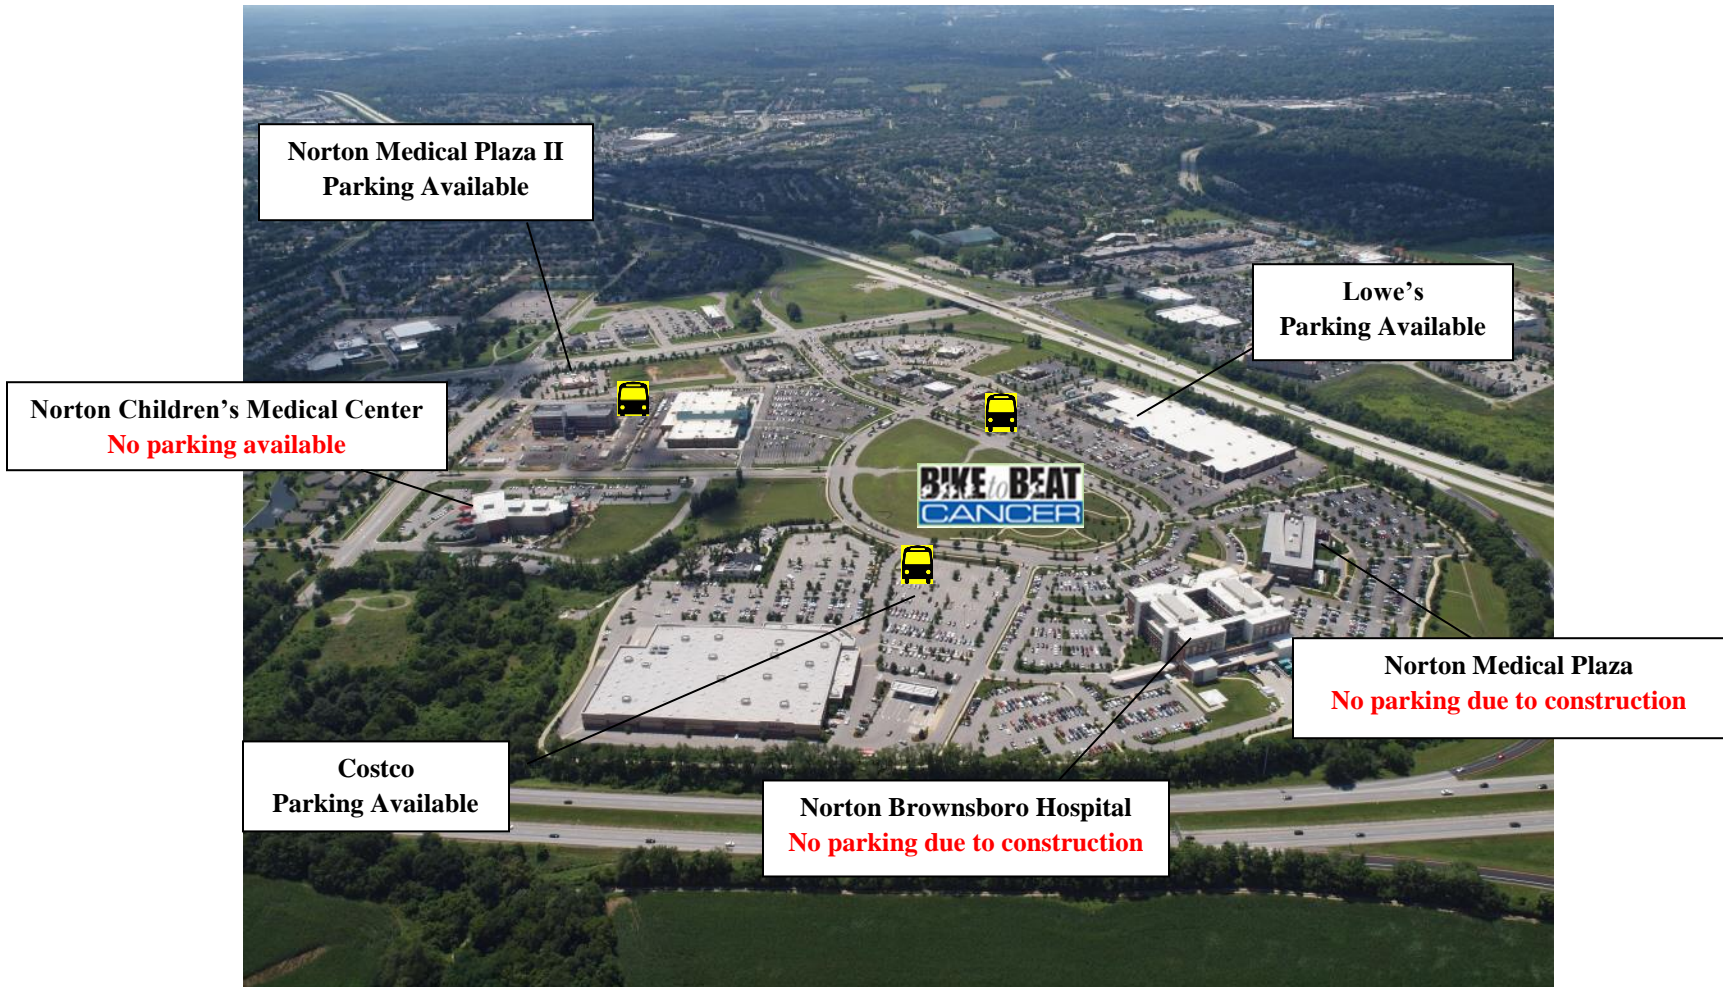 Norton Medical Plaza II
Parking Available
Lowe's
Parking Available
Norton Children's Medical Center
No parking available
BIKE to BEAT
CANCER
Norton Medical Plaza
No parking due to construction
Costco
Parking Available
Norton Brownsboro Hospital
No parking due to construction